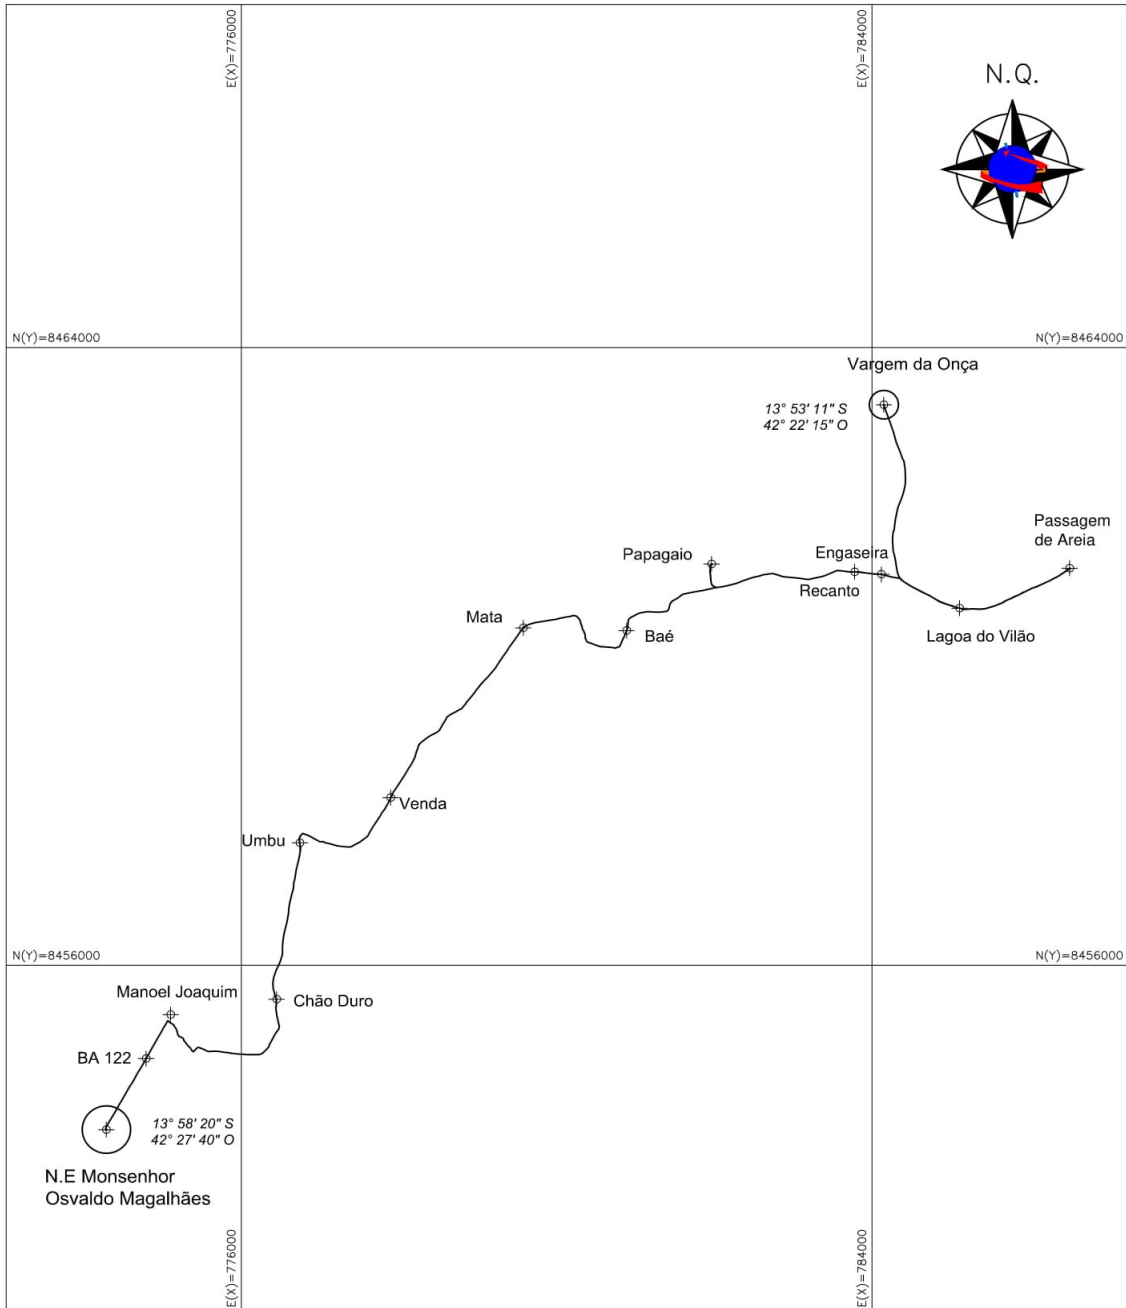 E(X)=776000
E(X)=784000
N.Q.
N(Y)=8464000
N(Y)=8464000
Vargem da Onça
13° 53' 11" S
42° 22' 15" O
Passagem
de Areia
Engaseira
Papagaio
Recanto
Mata
Baé
Lagoa do Vilão
Venda
Umbu
N(Y)=8456000
N(Y)=8456000
Manoel Joaquim
Chão Duro
BA 122
13° 58' 20" S
42° 27' 40" O
N.E Monsenhor
Osvaldo Magalhães
E(X)=776000
E(X)=784000